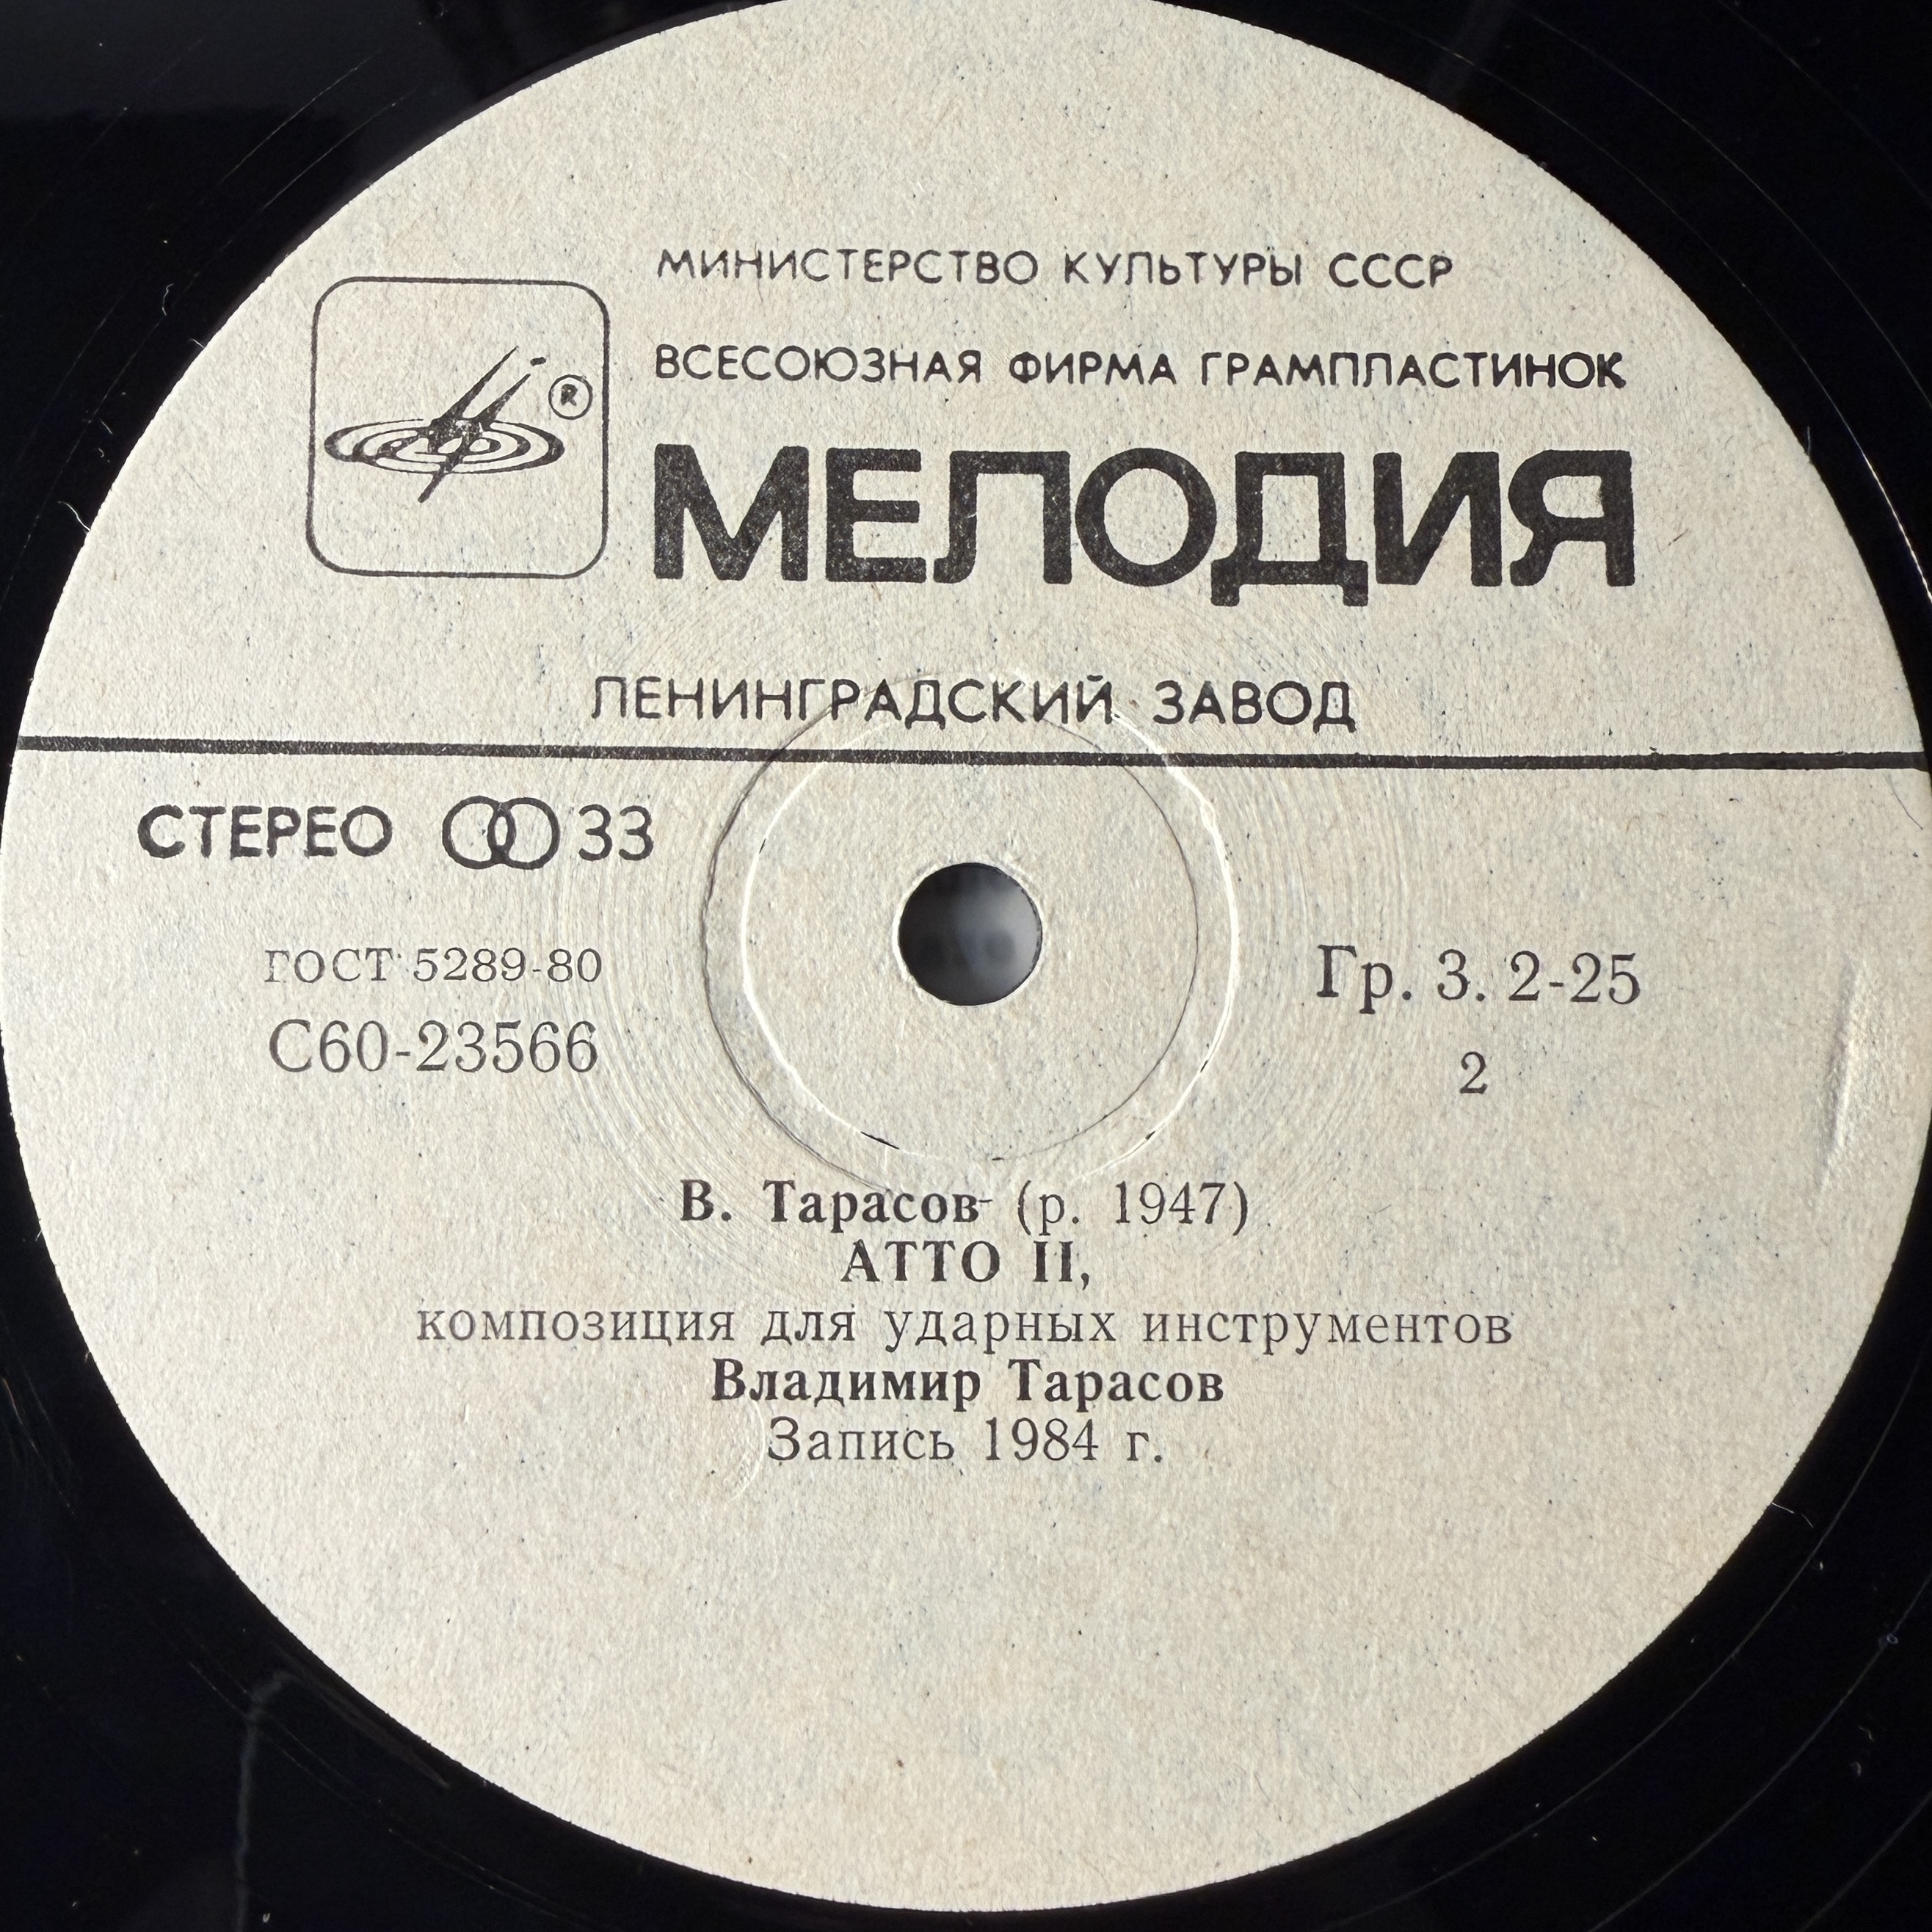 МИНИСТЕРСТВО КУЛЬТУРЫ СССР
ВСЕСОЮЗНАЯ ФИРМА ГРАМПЛАСТИНОК
®
МЕЛОДИЯ
ЛЕНИНГРАДСКИЙ ЗАВОД
СТЕРЕО 33
ГОСТ 5289-80
С60-23566
Гр. 3. 2-25
2
В. Тарасов (р. 1947)
АТТО II,
композиция для ударных инструментов
Владимир Тарасов
Запись 1984 г.